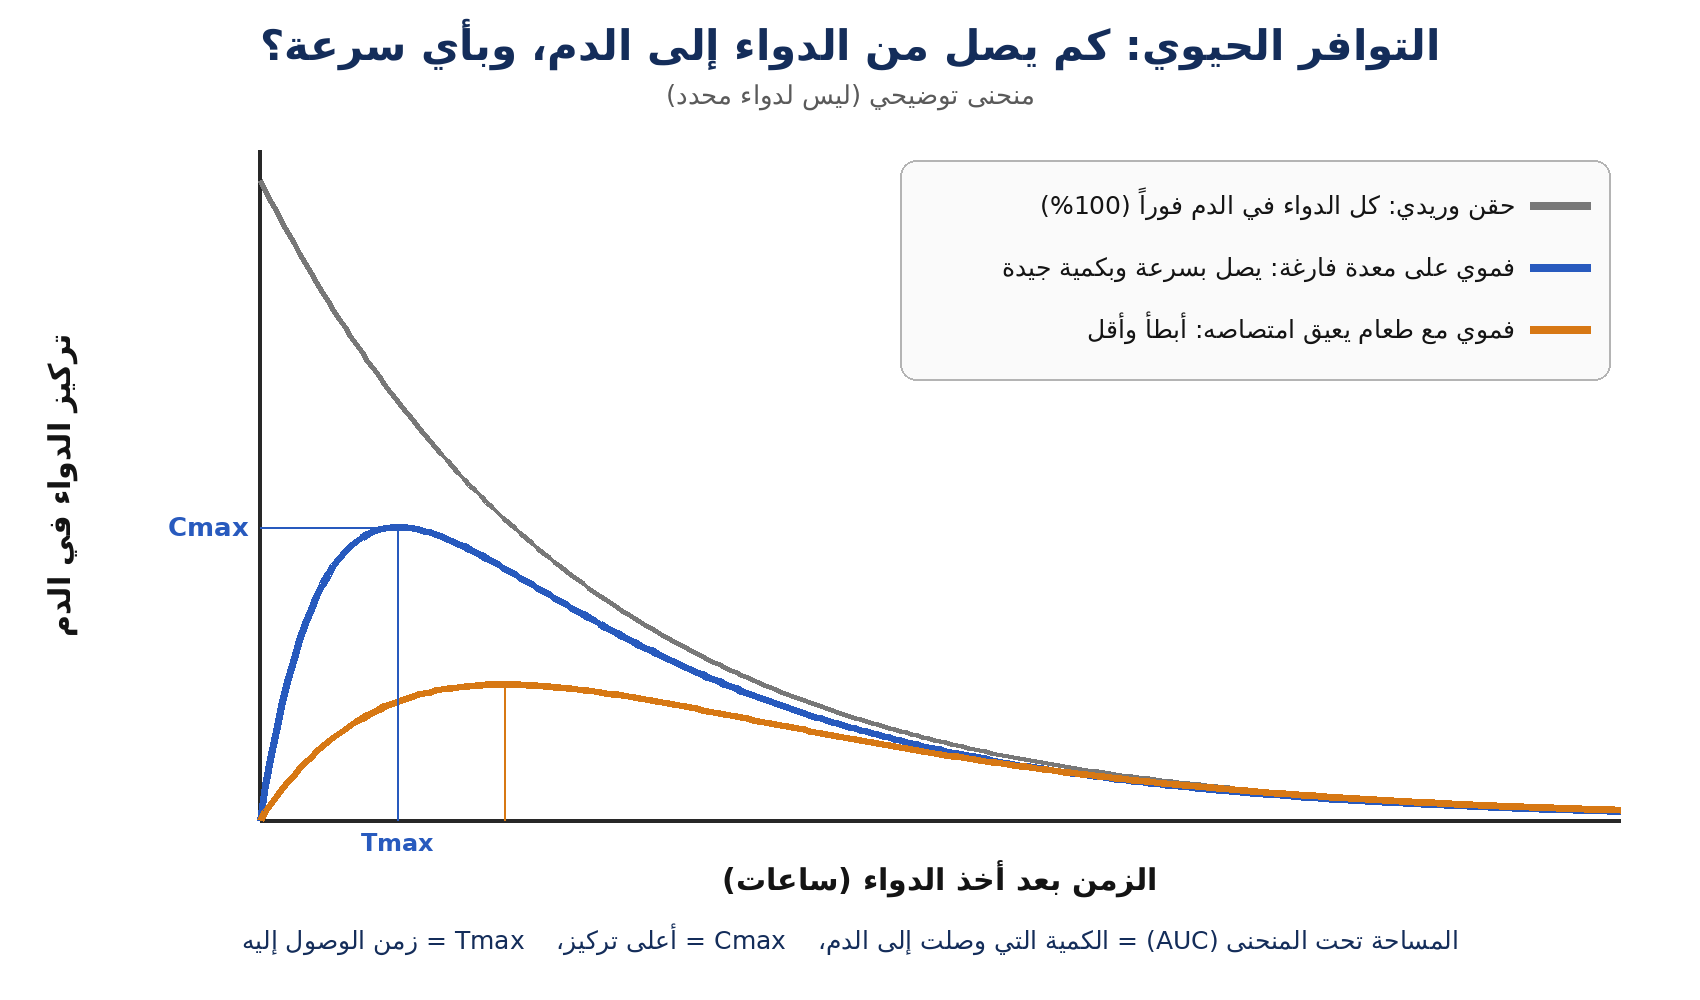 التوافر الحيوي: كم يصل من الدواء إلى الدم، وبأي سرعة؟
منحنى توضيحي (ليس لدواء محدد)
حقن وريدي: كل الدواء في الدم فوراً (100%)
فموي على معدة فارغة: يصل بسرعة وبكمية جيدة
فموي مع طعام يعيق امتصاصه: أبطأ وأقل
تركيز الدواء في الدم
Cmax
Tmax
الزمن بعد أخذ الدواء (ساعات)
المساحة تحت المنحنى (AUC) = الكمية التي وصلت إلى الدم، Cmax = أعلى تركيز، Tmax = زمن الوصول إليه